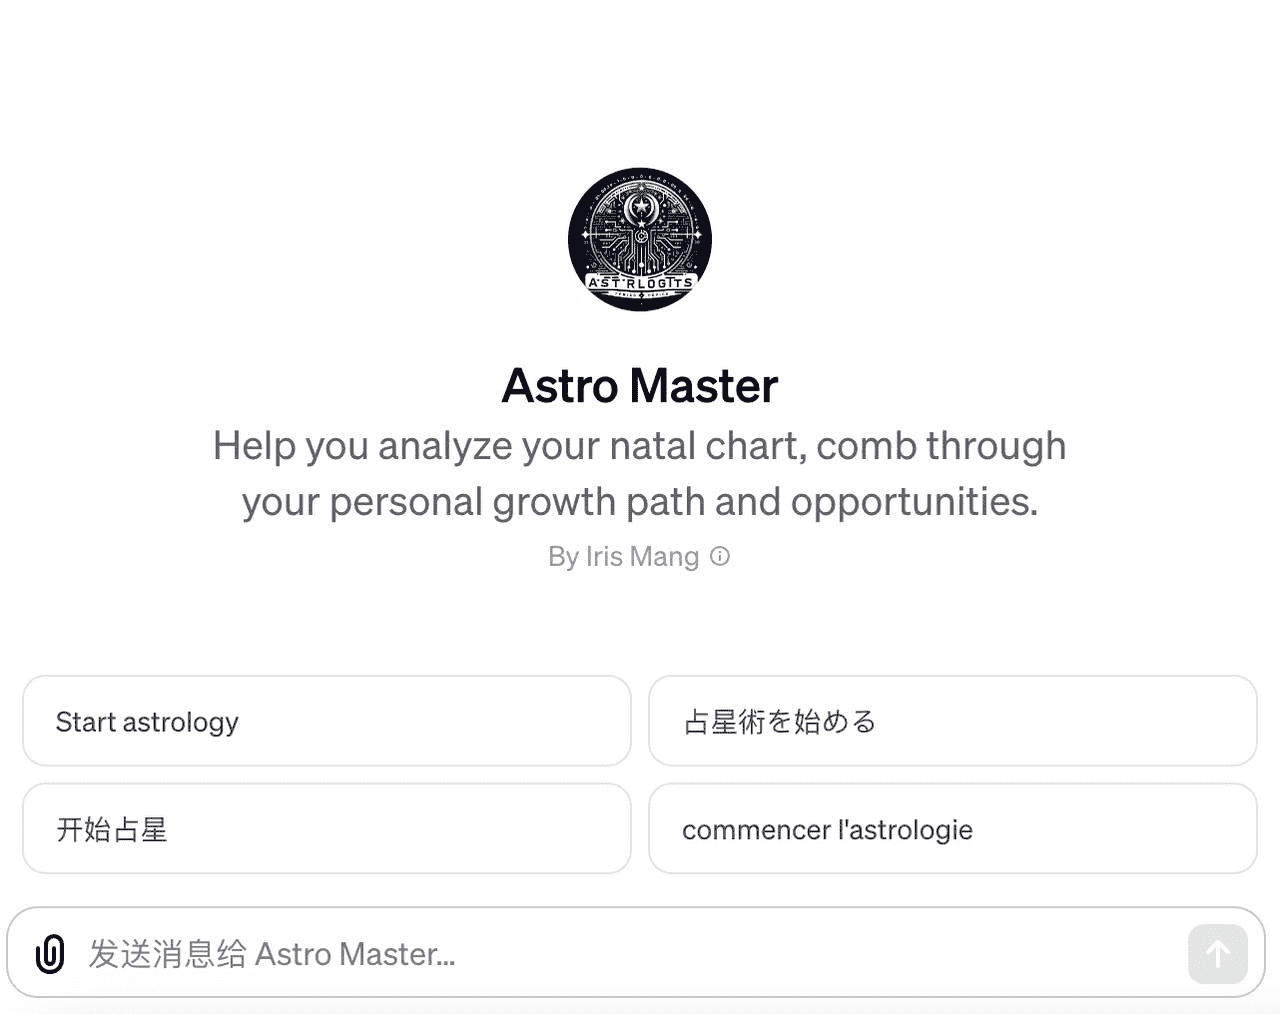 AST'RLOGITS
Astro Master
Help you analyze your natal chart, comb through
your personal growth path and opportunities.
By Iris Mang
Start astrology
占星術を始める
开始占星
commencer l'astrologie
发送消息给 Astro Master...